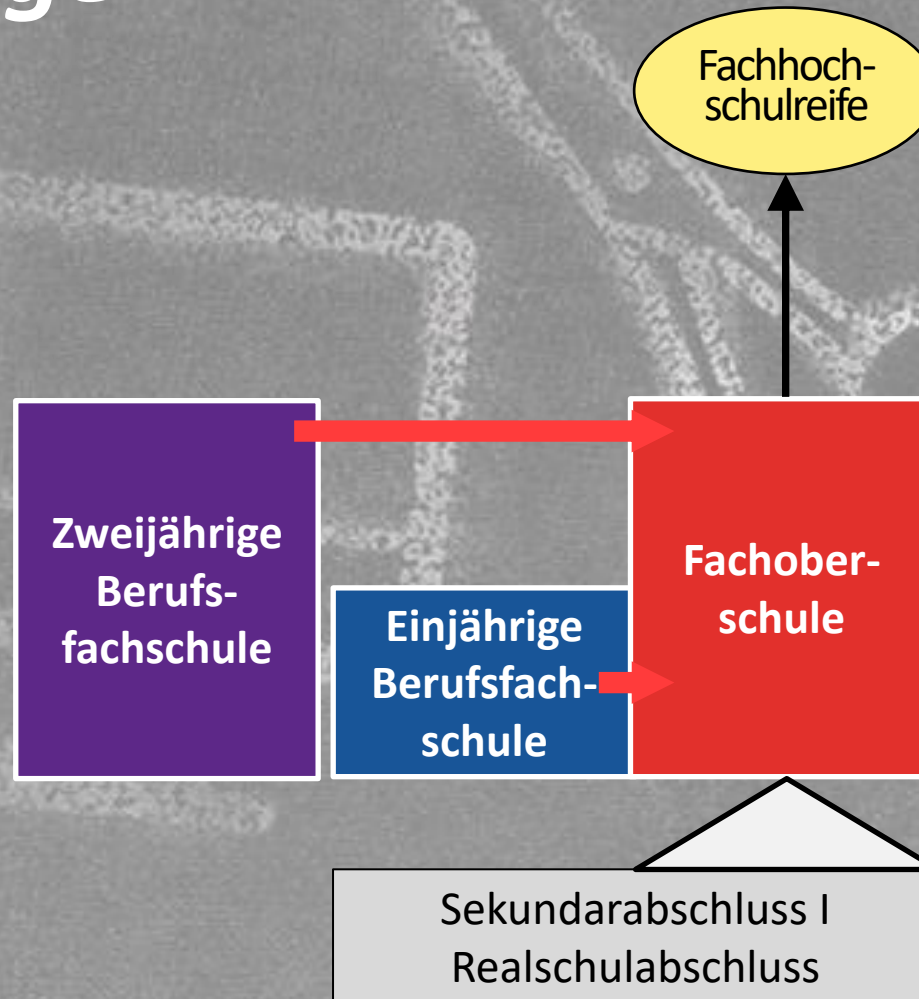 Fachhoch-
schulreife
Zweijährige
Berufs-
fachschule
Einjährige
Berufsfach-
schule
Fachober-
schule
Sekundarabschluss I
Realschulabschluss